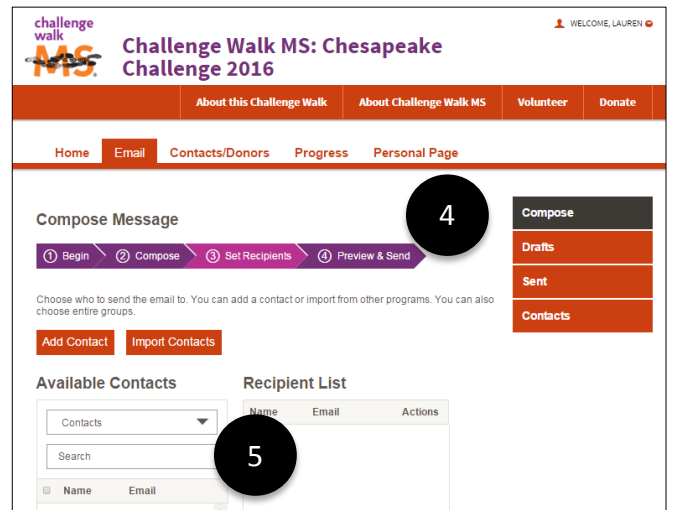 challenge
walk
MS.
WELCOME, LAUREN
Challenge Walk MS: Chesapeake
Challenge 2016
About this Challenge Walk About Challenge Walk MS Volunteer Donate
Home Email Contacts/Donors Progress Personal Page
4
Compose Message
Compose
Drafts
Sent
Contacts
1 Begin 2 Compose 3 Set Recipients 4 Preview & Send
Choose who to send the email to. You can add a contact or import from other programs. You can also
choose entire groups.
Add Contact Import Contacts
Available Contacts Recipient List
Contacts
Name Email Actions
Search
5
Name Email